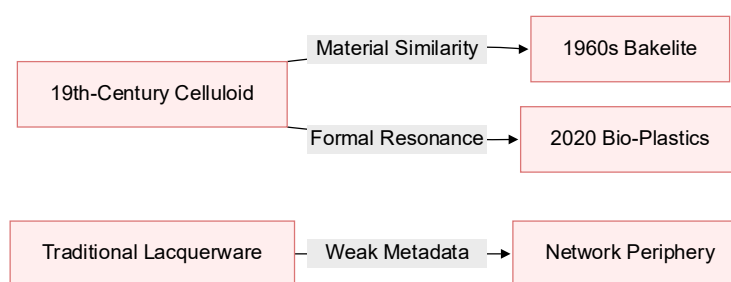 Material Similarity
1960s Bakelite
19th-Century Celluloid
Formal Resonance
2020 Bio-Plastics
Traditional Lacquerware
Weak Metadata
Network Periphery